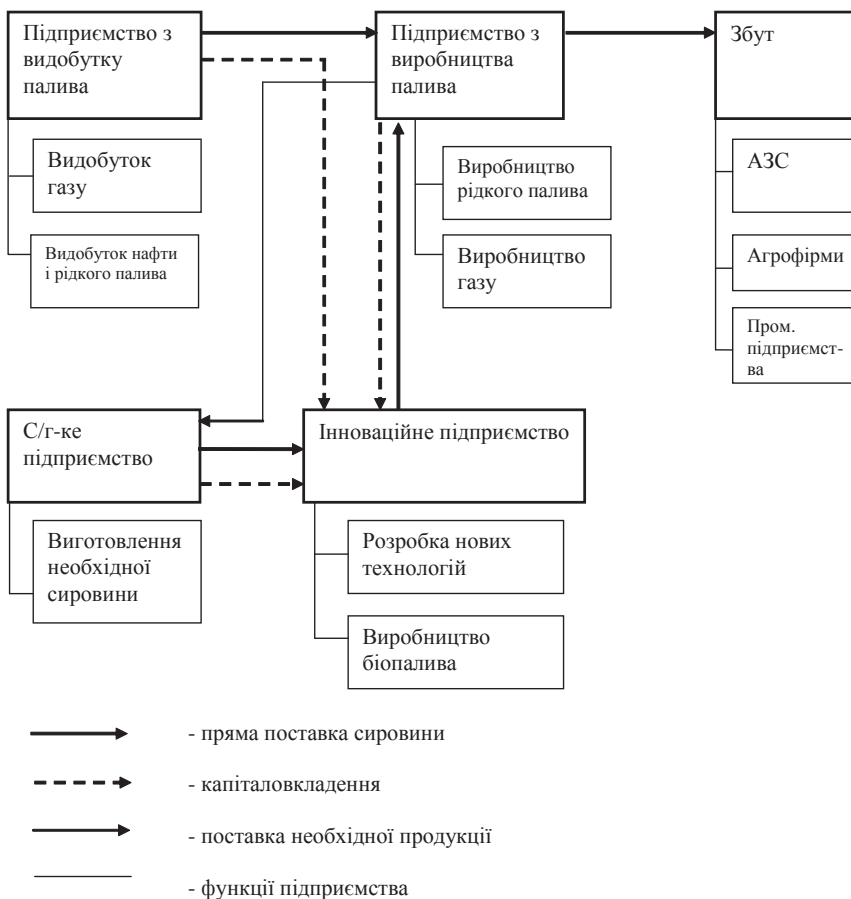 Підприємство з
видобутку
палива
Підприємство з
виробництва
палива
Збут
Видобуток
газу
Видобуток нафти
і рідкого палива
Виробництво
рідкого палива
Виробництво
газу
АЗС
Агрофірми
Пром.
підприємст-
ва
С/г-ке
підприємство
Інноваційне підприємство
Виготовлення
необхідної
сировини
Розробка нових
технологій
Виробництво
біопалива
- пряма поставка сировини
- капіталовкладення
- поставка необхідної продукції
- функції підприємства